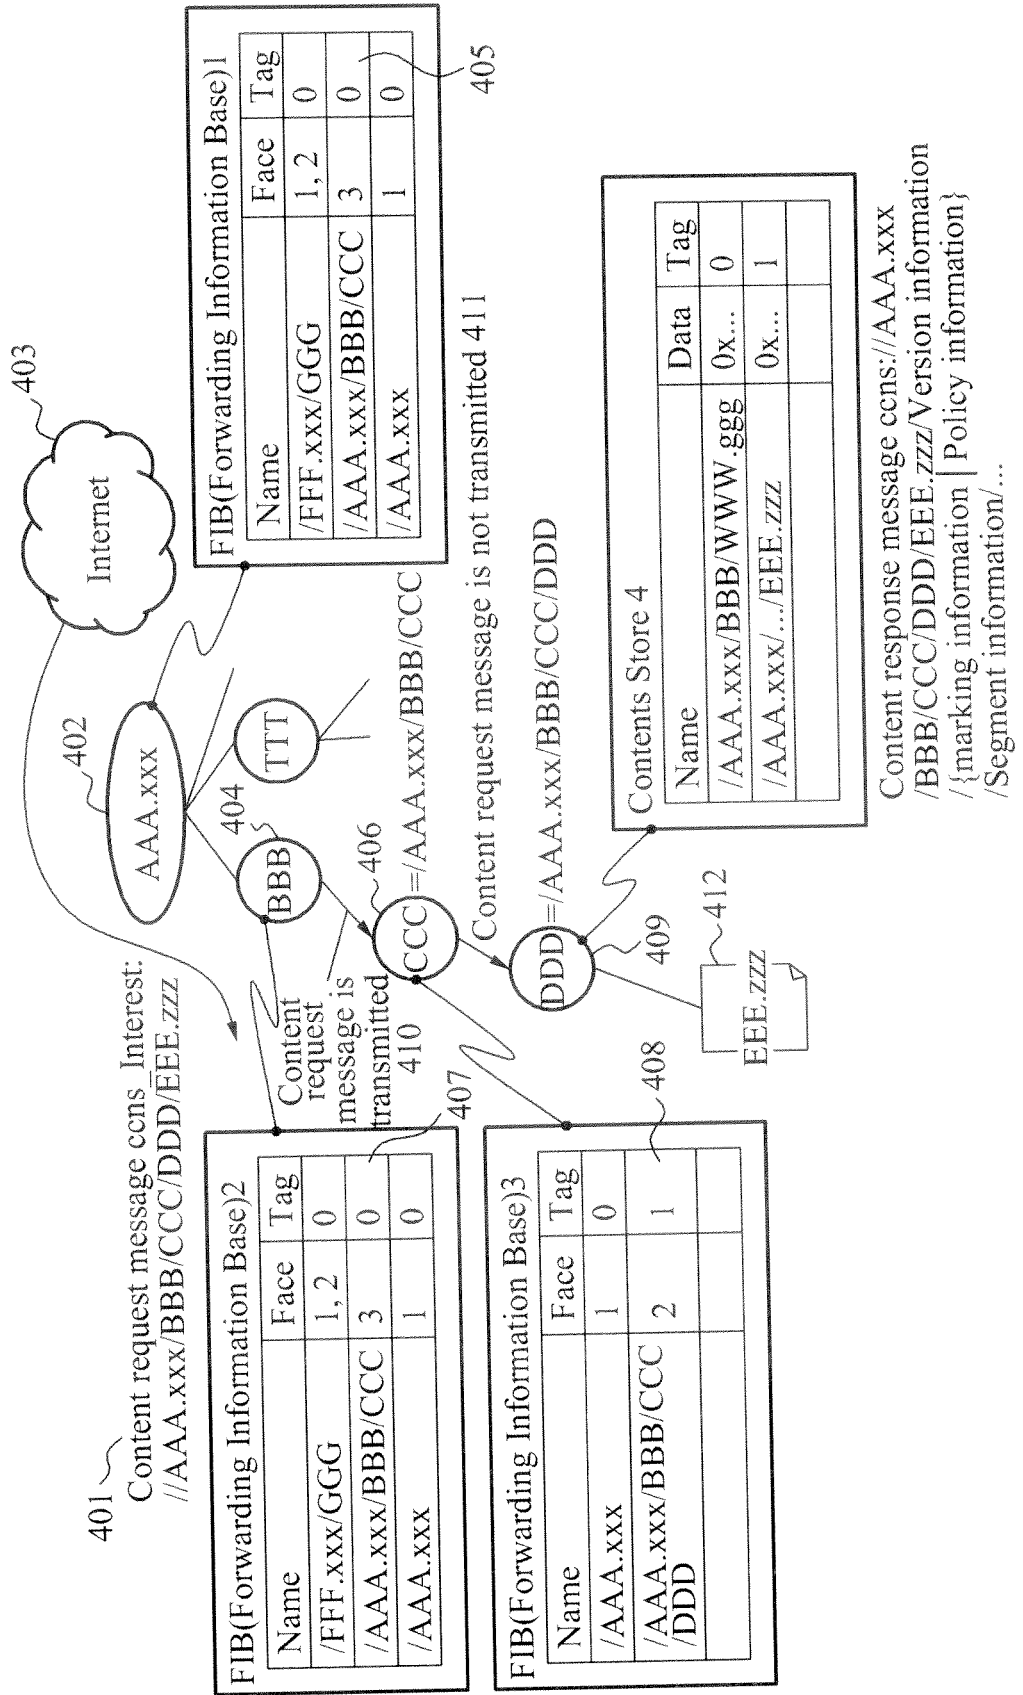 401
Content request message ccns_Interest:
//AAA.xxx/BBB/CCC/DDD/EEE.zzz
402
AAA.xxx
403
Internet
404
BBB
TTT
FIB(Forwarding Information Base)1
Name Face Tag
/FFF.xxx/GGG 1, 2 0
/AAA.xxx/BBB/CCC 3 0
/AAA.xxx 1 0
405
FIB(Forwarding Information Base)2
Name Face Tag
/FFF.xxx/GGG 1, 2 0
/AAA.xxx/BBB/CCC 3 0
/AAA.xxx 1 0
407
Content
request
message is
transmitted
410
406
CCC=/AAA.xxx/BBB/CCC
Content request message is not transmitted 411
FIB(Forwarding Information Base)3
Name Face Tag
/AAA.xxx 1 0
/AAA.xxx/BBB/CCC
/DDD 2 1
408
DDD=/AAA.xxx/BBB/CCC/DDD
409
412
EEE.zzz
Contents Store 4
Name Data Tag
/AAA.xxx/BBB/WWW.ggg 0x... 0
/AAA.xxx/.../EEE.zzz 0x... 1
Content response message ccns://AAA.xxx
/BBB/CCC/DDD/EEE.zzz/Version information
/{marking information | Policy information}
/Segment information/...